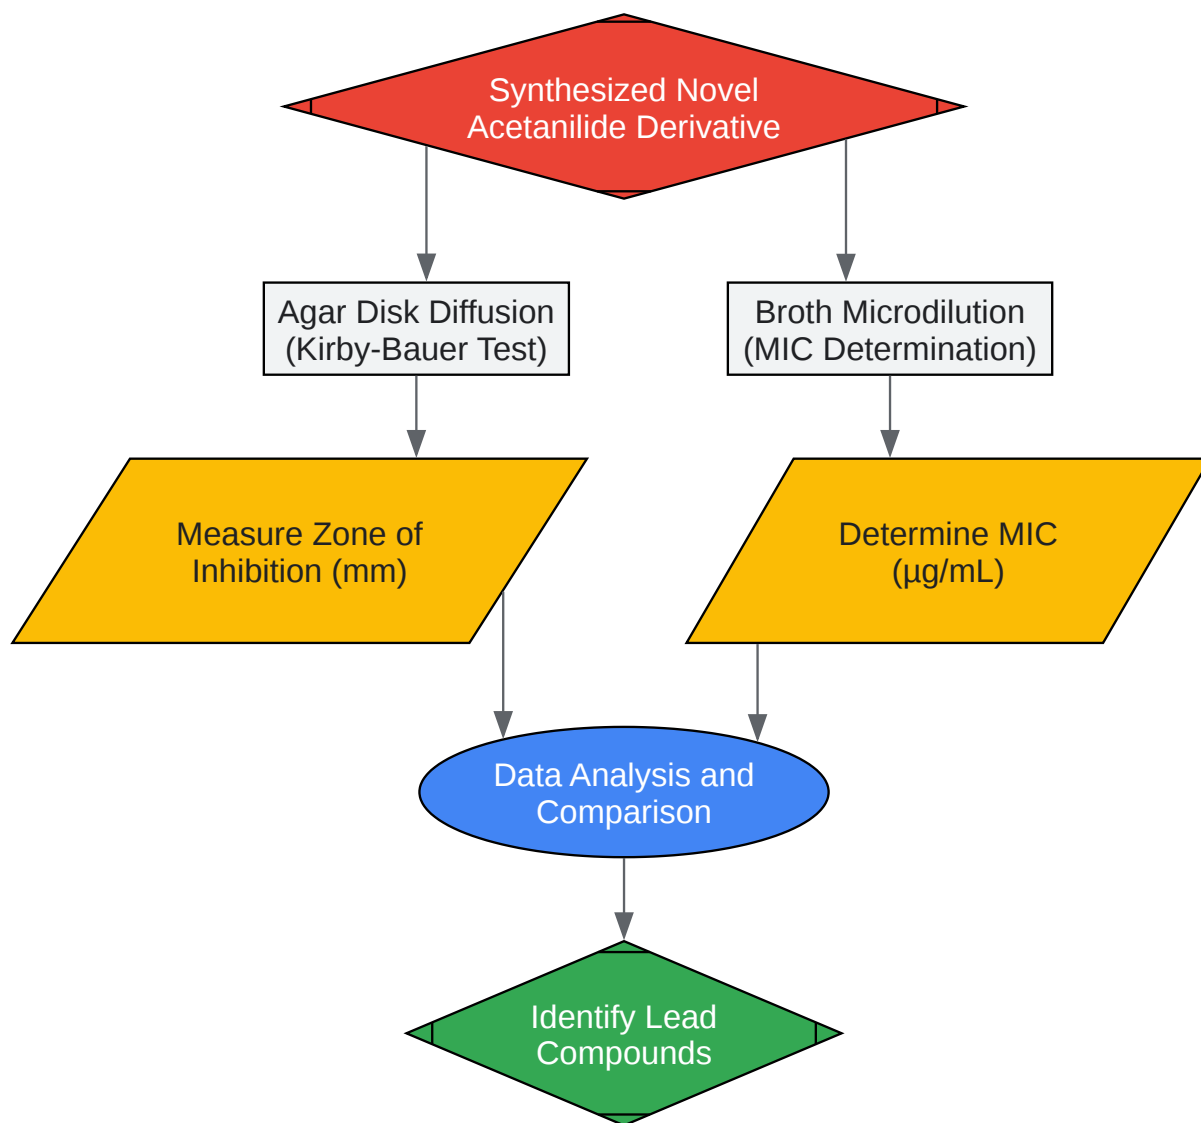 Synthesized Novel
Acetanilide Derivative
Agar Disk Diffusion
(Kirby-Bauer Test)
Broth Microdilution
(MIC Determination)
Measure Zone of
Inhibition (mm)
Determine MIC
(µg/mL)
Data Analysis and
Comparison
Identify Lead
Compounds